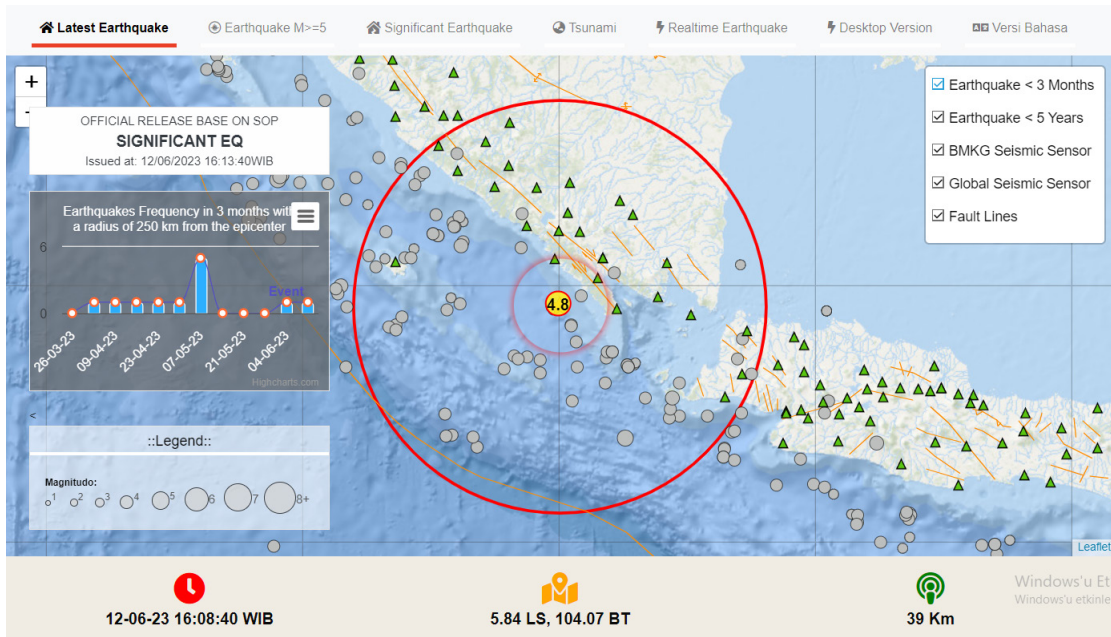 Latest Earthquake
Earthquake M>=5
Significant Earthquake
Tsunami
Realtime Earthquake
Desktop Version
Versi Bahasa
+
-
OFFICIAL RELEASE BASE ON SOP
SIGNIFICANT EQ
Issued at: 12/06/2023 16:13:40WIB
Earthquake < 3 Months
Earthquake < 5 Years
BMKG Seismic Sensor
Global Seismic Sensor
Fault Lines
Earthquakes Frequency in 3 months with
a radius of 250 km from the epicenter
6
Event
0
26-03-23 09-04-23 23-04-23 07-05-23 21-05-23 04-06-23
Highcharts.com
4.8
<
::Legend::
Magnitudo:
1 2 3 4 5 6 7 8+
Leaflet
12-06-23 16:08:40 WIB
5.84 LS, 104.07 BT
39 Km
Windows'u Et
Windows'u etkinle